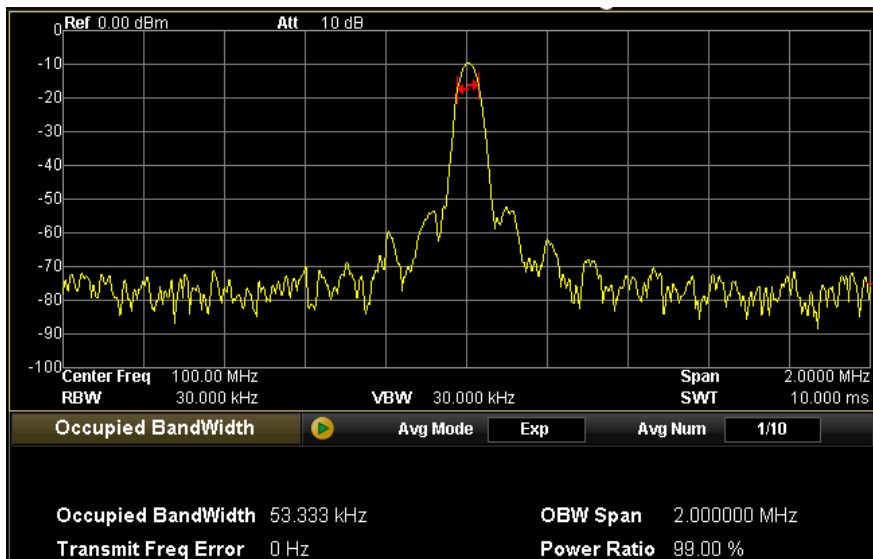 Ref 0.00 dBm Att 10 dB
0
-10
-20
-30
-40
-50
-60
-70
-80
-90
-100
Center Freq 100.00 MHz Span 2.0000 MHz
RBW 30.000 kHz VBW 30.000 kHz SWT 10.000 ms
Occupied BandWidth Avg Mode Exp Avg Num 1/10
Occupied BandWidth 53.333 kHz OBW Span 2.000000 MHz
Transmit Freq Error 0 Hz Power Ratio 99.00 %